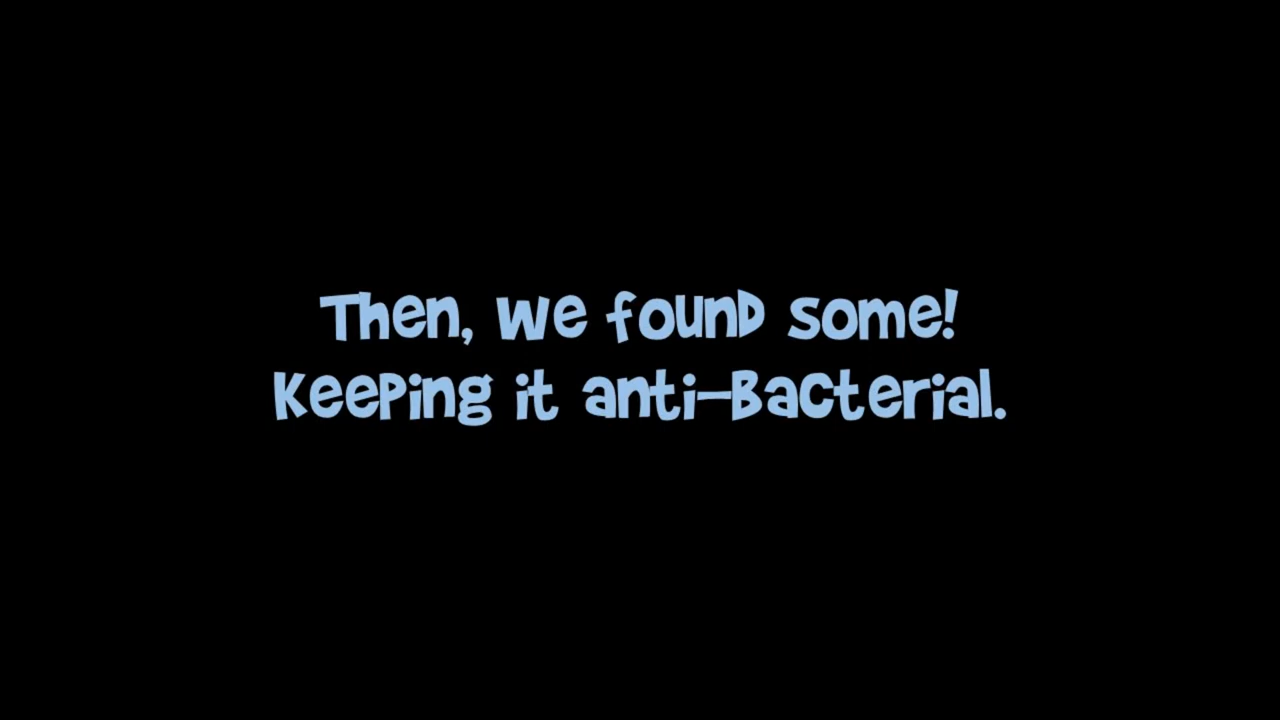 Then, we found some!
Keeping it anti-Bacterial.